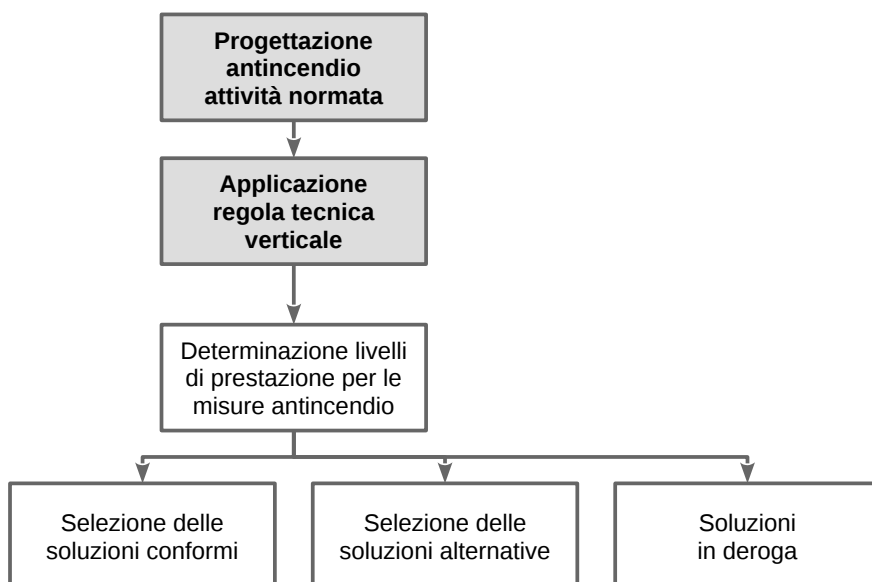 Progettazione
antincendio
attività normata
Applicazione
regola tecnica
verticale
Determinazione livelli
di prestazione per le
misure antincendio
Selezione delle
soluzioni conformi
Selezione delle
soluzioni alternative
Soluzioni
in deroga